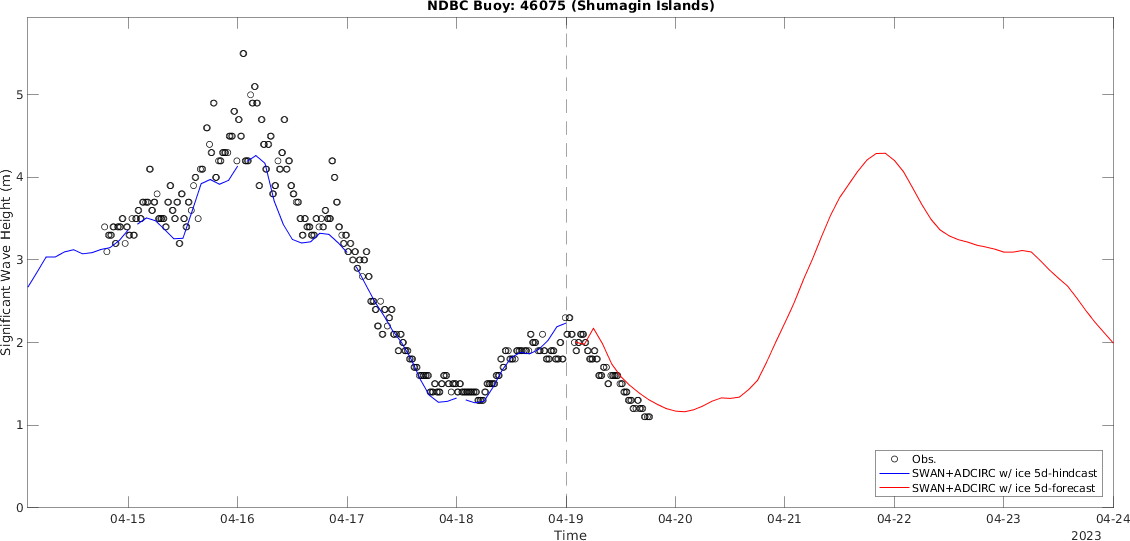 NDBC Buoy: 46075 (Shumagin Islands)
Significant Wave Height (m)
5
4
3
2
1
0
04-15 04-16 04-17 04-18 04-19 04-20 04-21 04-22 04-23 04-24
Time
2023
Obs.
SWAN+ADCIRC w/ ice 5d-hindcast
SWAN+ADCIRC w/ ice 5d-forecast